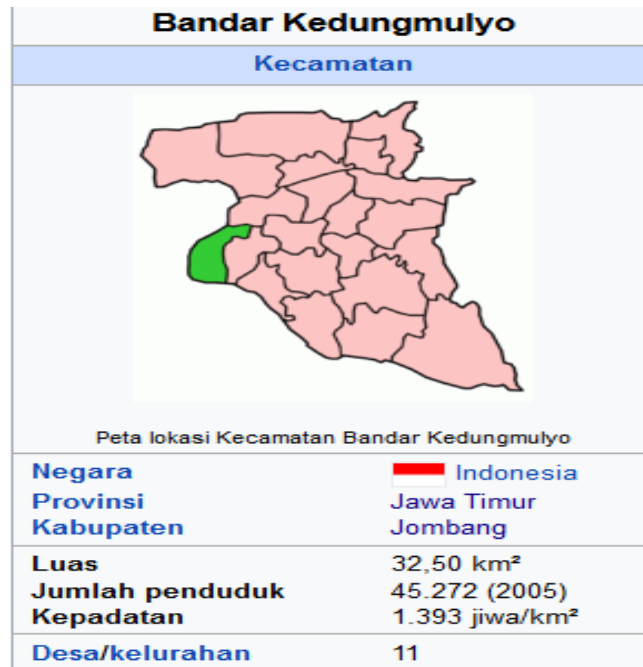 Bandar Kedungmulyo
Kecamatan
Peta lokasi Kecamatan Bandar Kedungmulyo
Negara Indonesia
Provinsi Jawa Timur
Kabupaten Jombang
Luas 32,50 km²
Jumlah penduduk 45.272 (2005)
Kepadatan 1.393 jiwa/km²
Desa/kelurahan 11